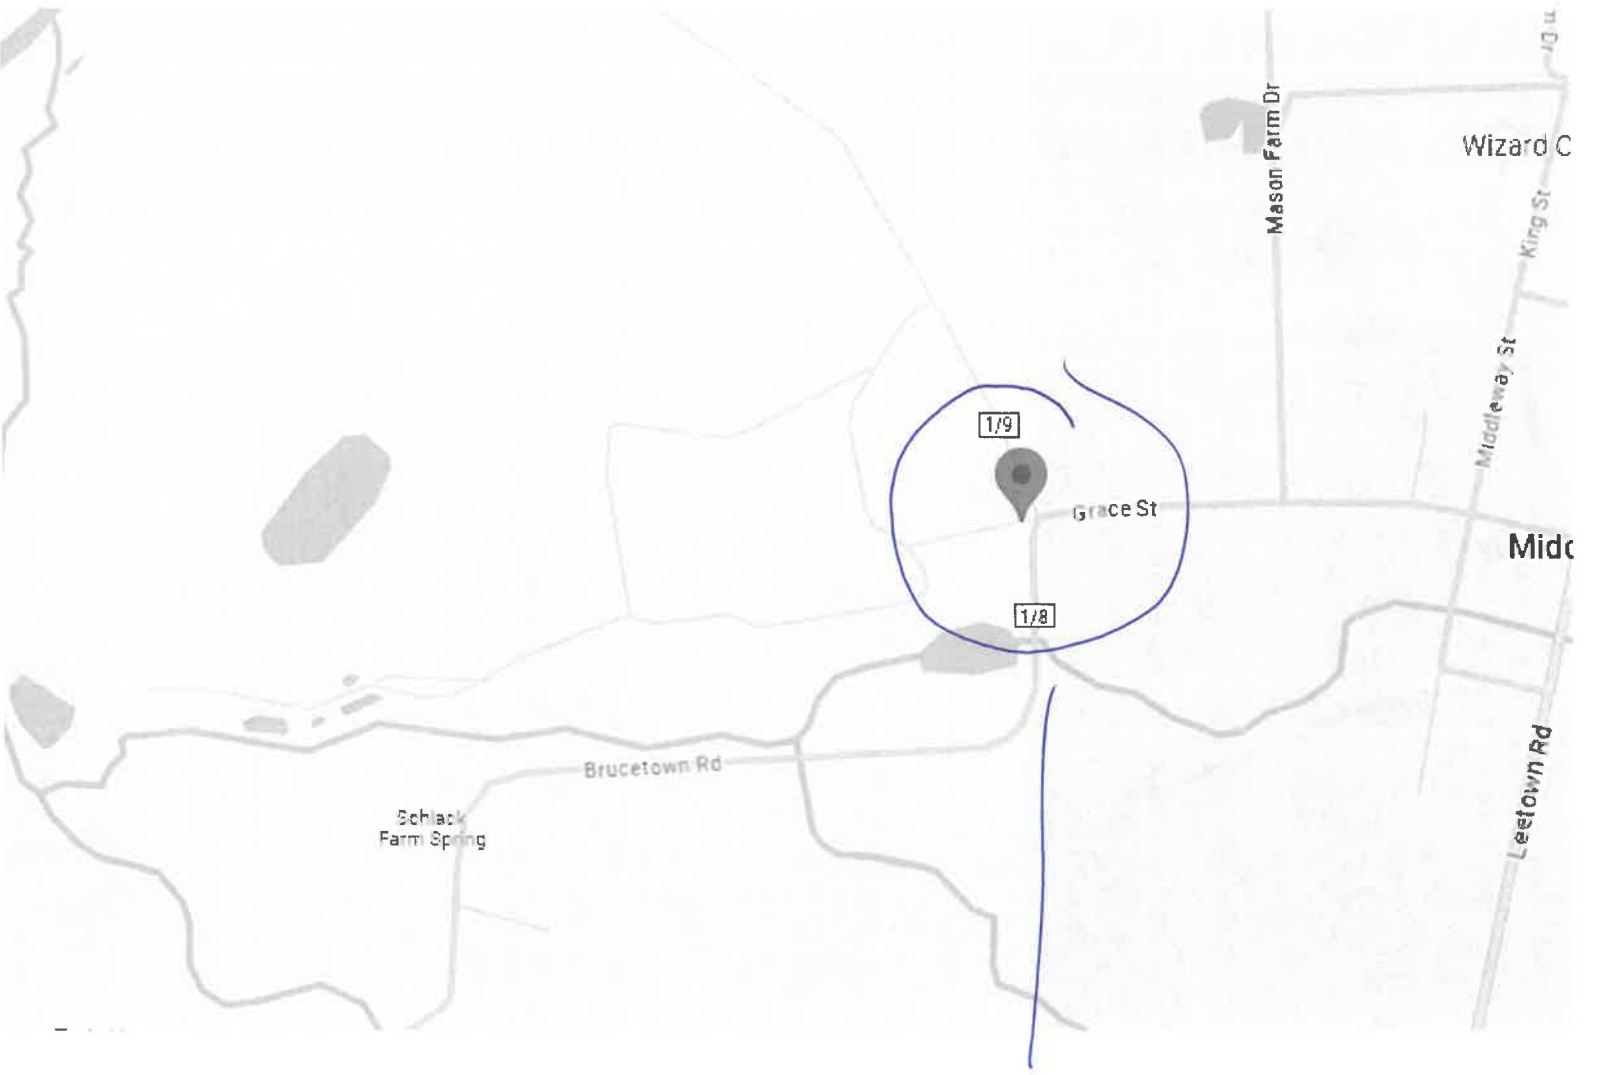 Mason Farm Dr
Wizard C
King St
Middleway St
1/9
Grace St
Midd
1/8
Brucetown Rd
Schlack
Farm Spring
Leetown Rd